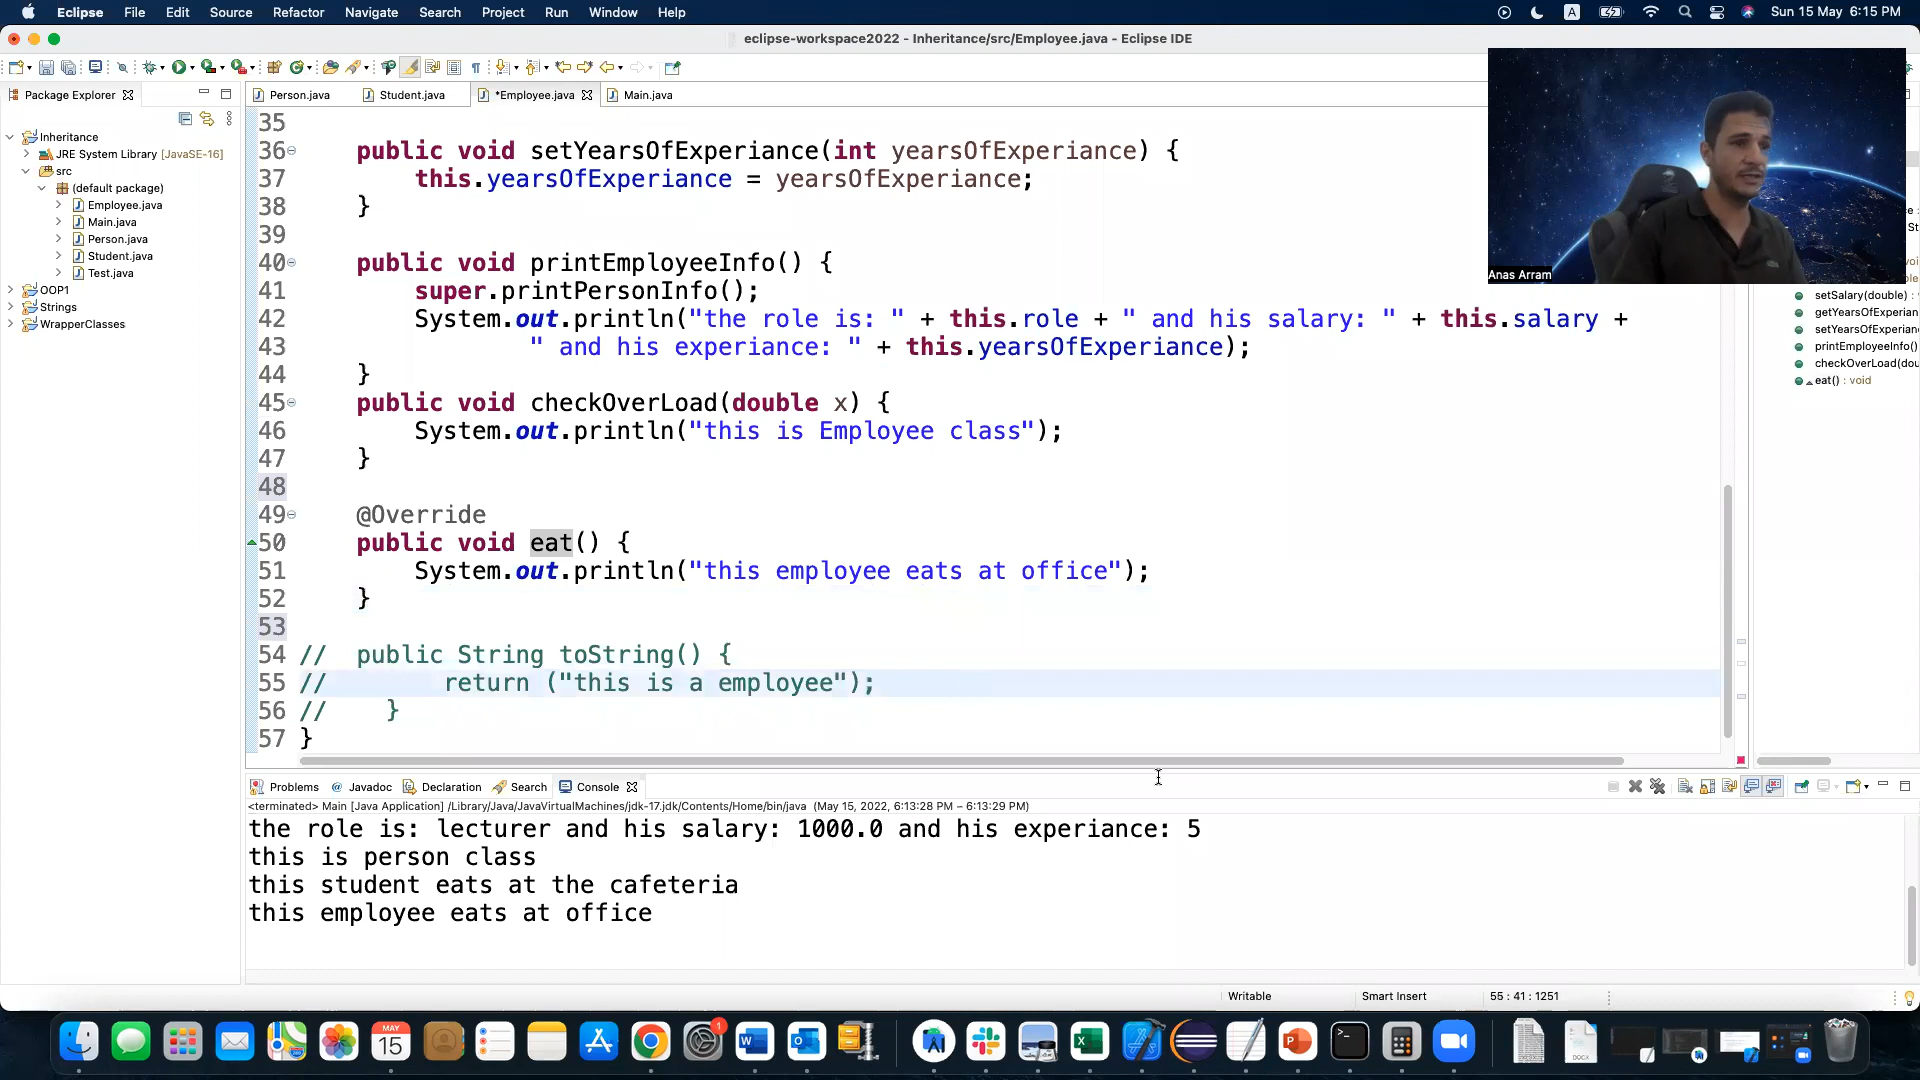 Eclipse File Edit Source Refactor Navigate Search Project Run Window Help
A
Sun 15 May 6:15 PM
eclipse-workspace2022 - Inheritance/src/Employee.java - Eclipse IDE
Package Explorer
Person.java
Student.java
*Employee.java
Main.java
Inheritance
JRE System Library [JavaSE-16]
src
(default package)
Employee.java
Main.java
Person.java
Student.java
Test.java
OOP1
Strings
WrapperClasses
35
36 public void setYearsOfExperiance(int yearsOfExperiance) {
37 this.yearsOfExperiance = yearsOfExperiance;
38 }
39
40 public void printEmployeeInfo() {
41 super.printPersonInfo();
42 System.out.println("the role is: " + this.role + " and his salary: " + this.salary +
43 " and his experiance: " + this.yearsOfExperiance);
44 }
45 public void checkOverLoad(double x) {
46 System.out.println("this is Employee class");
47 }
48
49 @Override
50 public void eat() {
51 System.out.println("this employee eats at office");
52 }
53
54 // public String toString() {
55 // return ("this is a employee");
56 // }
57 }
Anas Arram
setSalary(double)
getYearsOfExperian
setYearsOfExperian
printEmployeeInfo()
checkOverLoad(dou
eat() : void
Problems @ Javadoc Declaration Search Console
<terminated> Main [Java Application] /Library/Java/JavaVirtualMachines/jdk-17.jdk/Contents/Home/bin/java (May 15, 2022, 6:13:28 PM – 6:13:29 PM)
the role is: lecturer and his salary: 1000.0 and his experiance: 5
this is person class
this student eats at the cafeteria
this employee eats at office
Writable
Smart Insert
55 : 41 : 1251
MAY
15
1
DOCX